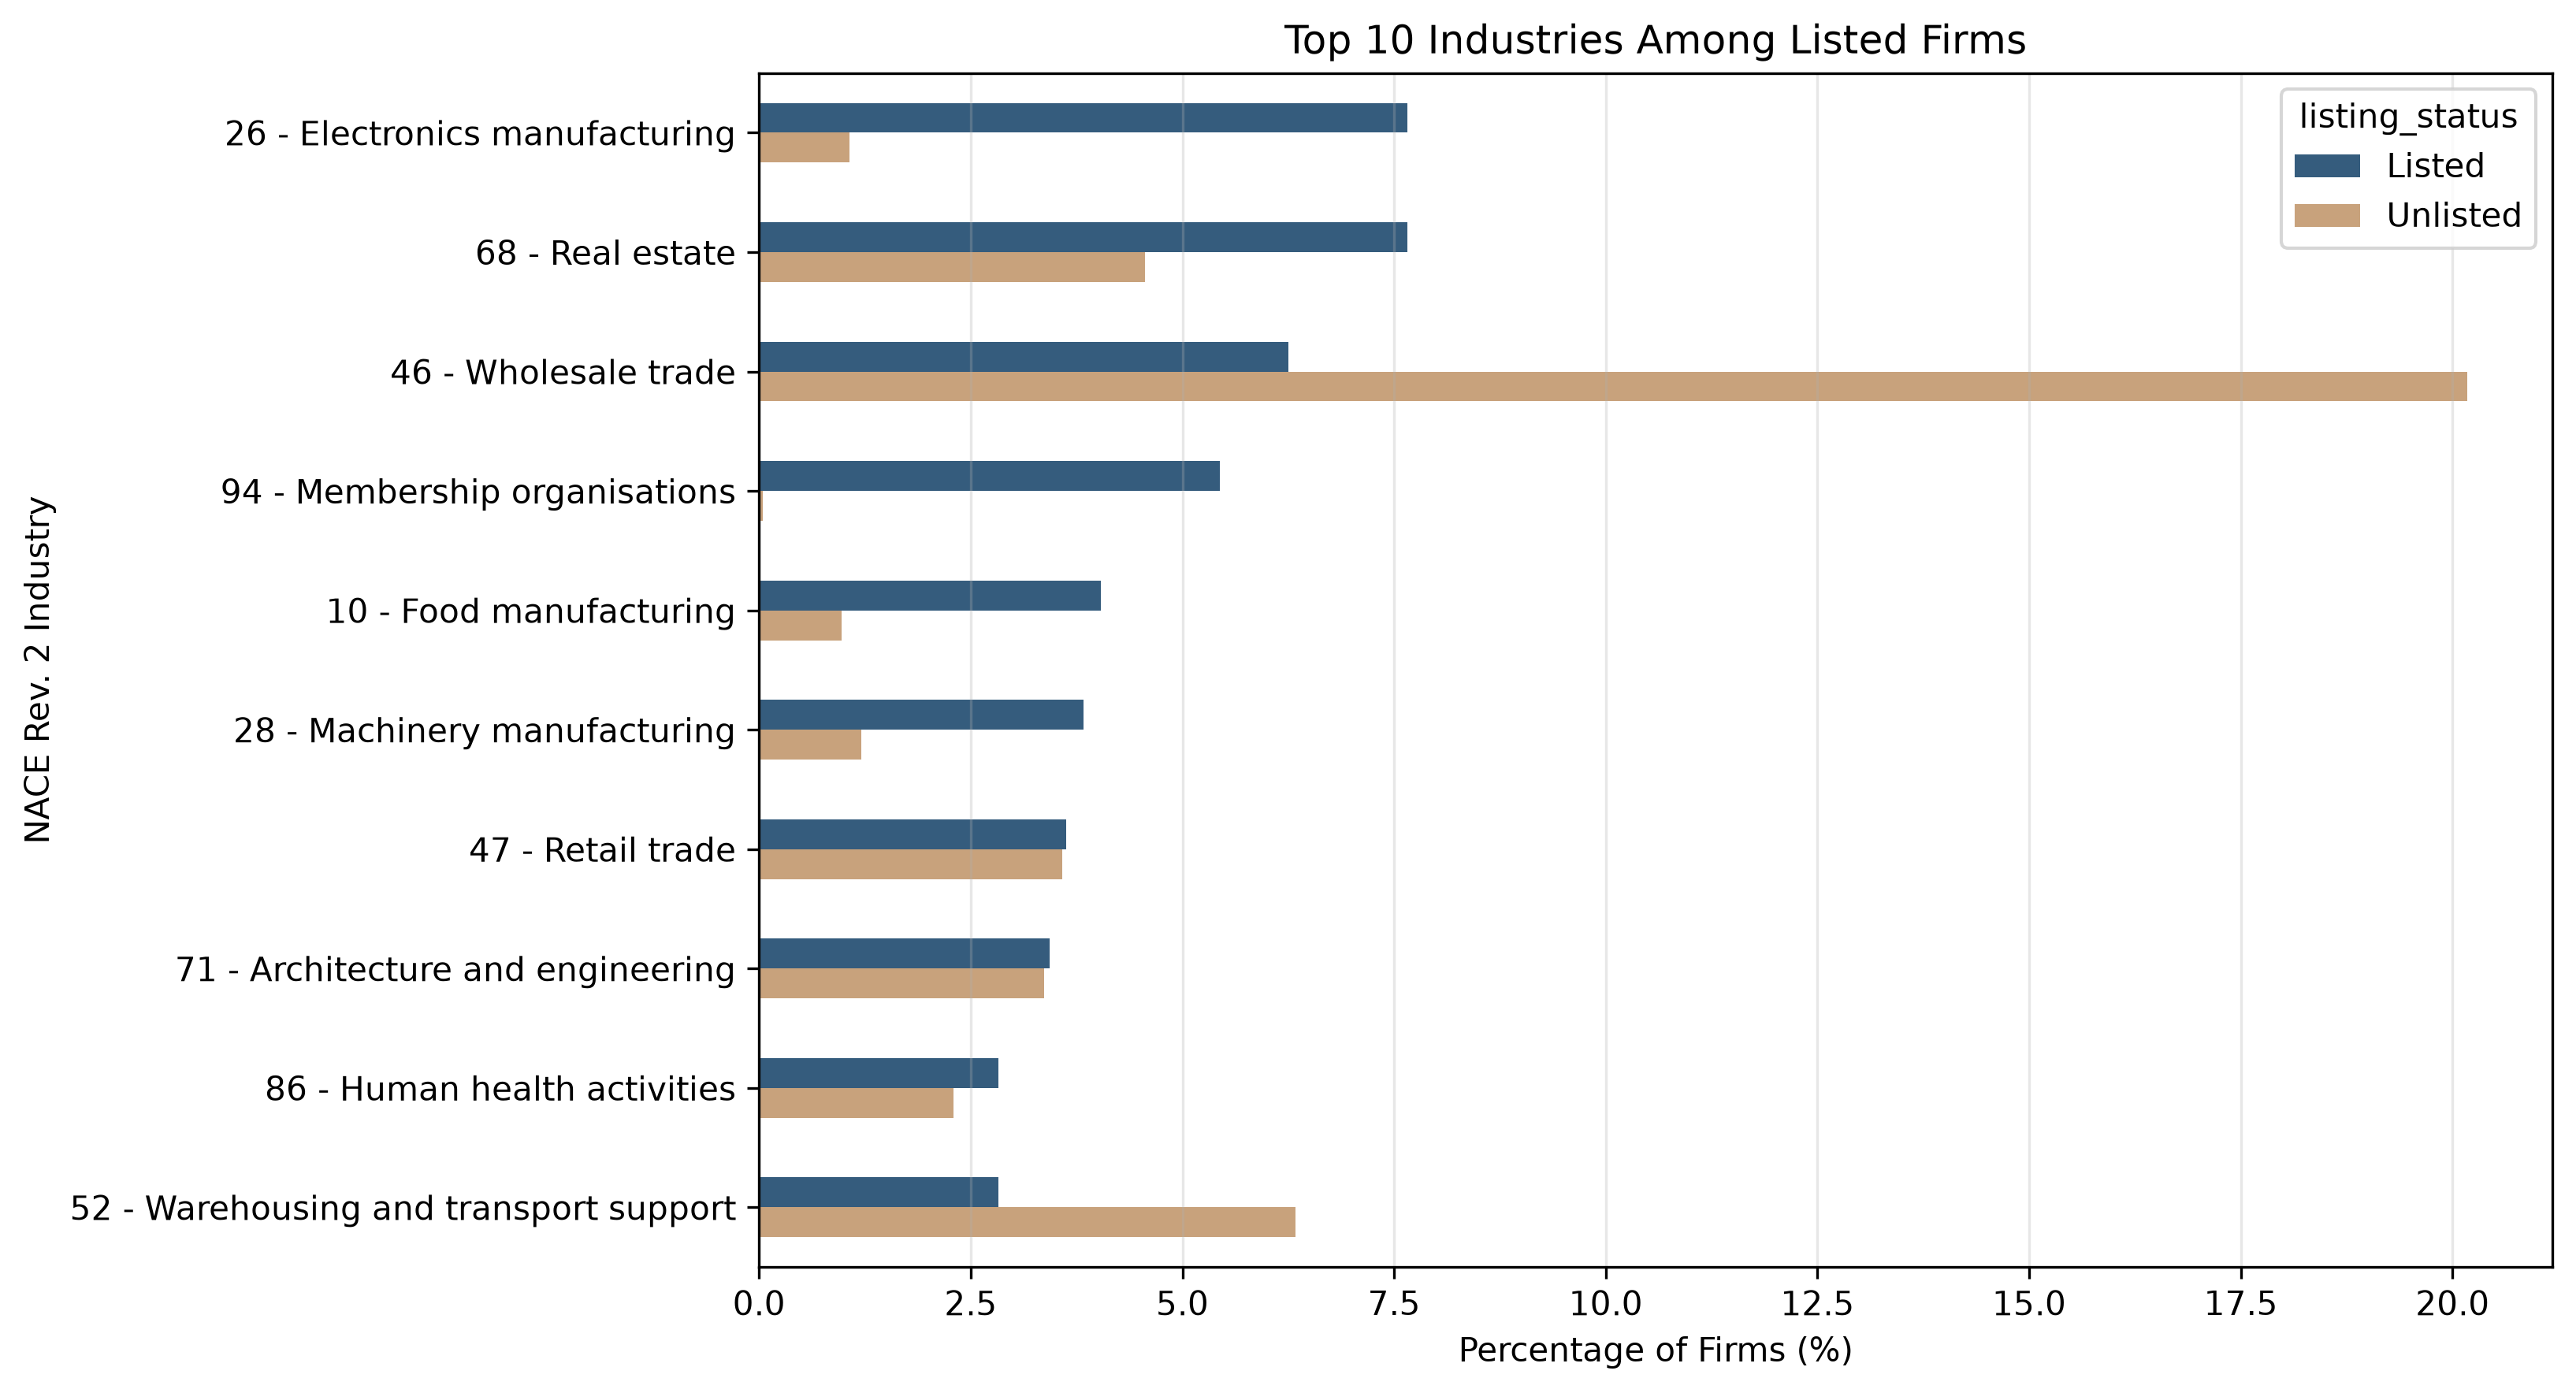 Top 10 Industries Among Listed Firms
listing_status
Listed
Unlisted
NACE Rev. 2 Industry
26 - Electronics manufacturing
68 - Real estate
46 - Wholesale trade
94 - Membership organisations
10 - Food manufacturing
28 - Machinery manufacturing
47 - Retail trade
71 - Architecture and engineering
86 - Human health activities
52 - Warehousing and transport support
0.0 2.5 5.0 7.5 10.0 12.5 15.0 17.5 20.0
Percentage of Firms (%)